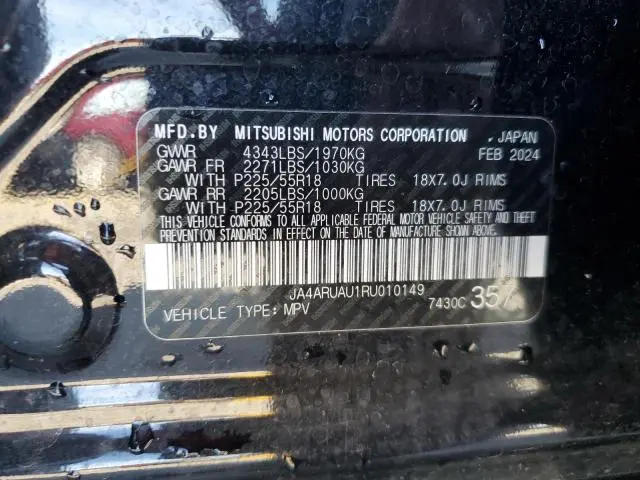 MFD.BY MITSUBISHI MOTORS CORPORATION , JAPAN
GVWR 4343LBS/1970KG FEB 2024
GAWR FR 2271LBS/1030KG
WITH P225/55R18 TIRES 18X7.0J RIMS
GAWR RR 2205LBS/1000KG
WITH P225/55R18 TIRES 18X7.0J RIMS
THIS VEHICLE CONFORMS TO ALL APPLICABLE FEDERAL MOTOR VEHICLE SAFETY AND THEFT
PREVENTION STANDARDS IN EFFECT ON THE DATE OF MANUFACTURE SHOWN ABOVE.
JA4ARUAU1RU010149
VEHICLE TYPE: MPV 7430C 357